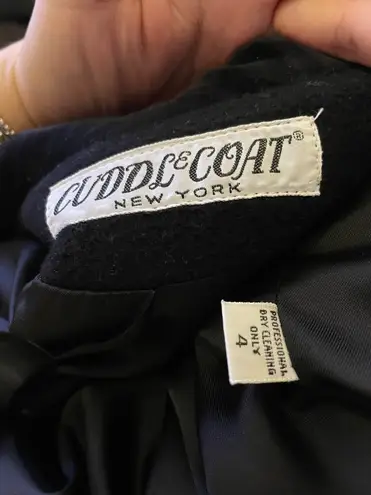 CUDDLECOAT®
NEW YORK
PROFESSIONAL
DRY CLEANING
ONLY
4